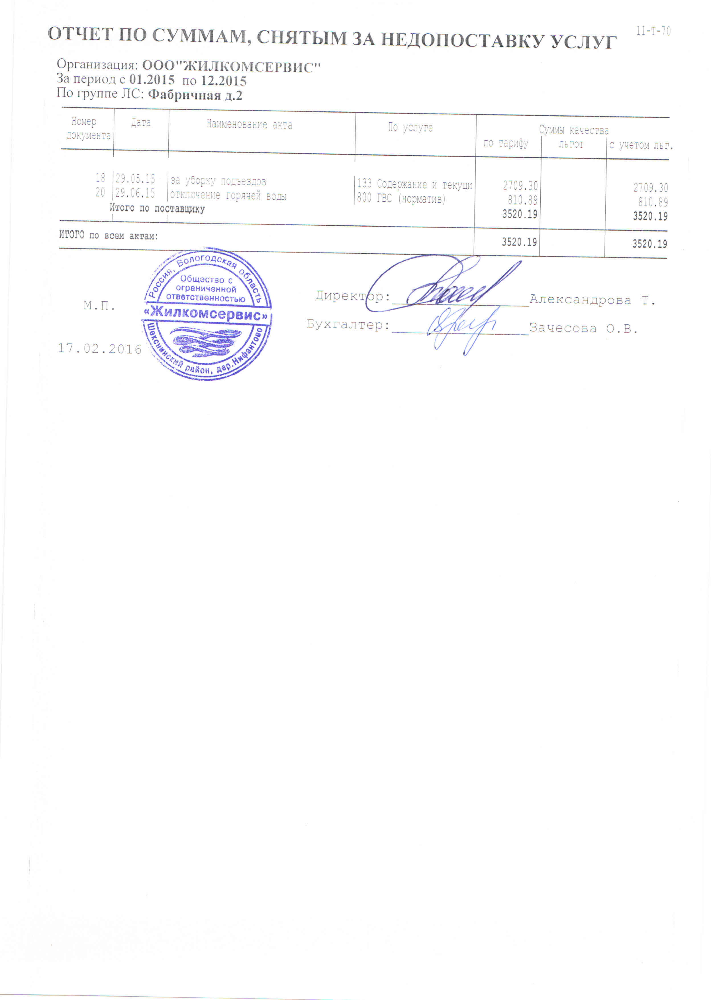 11-Т-70
ОТЧЕТ ПО СУММАМ, СНЯТЫМ ЗА НЕДОПОСТАВКУ УСЛУГ
Организация: ООО"ЖИЛКОМСЕРВИС"
За период с 01.2015 по 12.2015
По группе ЛС: Фабричная д.2
Номер документа Дата Наименование акта По услуге Суммы качества
по тарифу льгот с учетом льг.
18 29.05.15 за уборку подъездов 133 Содержание и текущи 2709.30 2709.30
20 29.06.15 отключение горячей воды 800 ГВС (норматив) 810.89 810.89
Итого по поставщику 3520.19 3520.19
ИТОГО по всем актам: 3520.19 3520.19
Россия, Вологодская область
Общество с
ограниченной
ответственностью
«Жилкомсервис»
Шекснинский район, дер.Нифантово
М.П.
Директор: Александрова Т.
Бухгалтер: Зачесова О.В.
17.02.2016